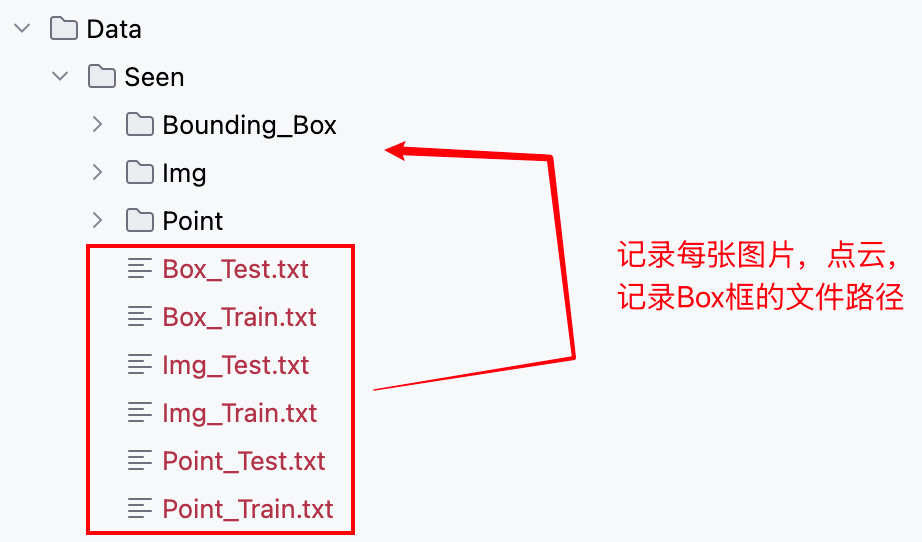 Data
Seen
Bounding_Box
Img
Point
Box_Test.txt
Box_Train.txt
Img_Test.txt
Img_Train.txt
Point_Test.txt
Point_Train.txt
记录每张图片，点云，
记录Box框的文件路径